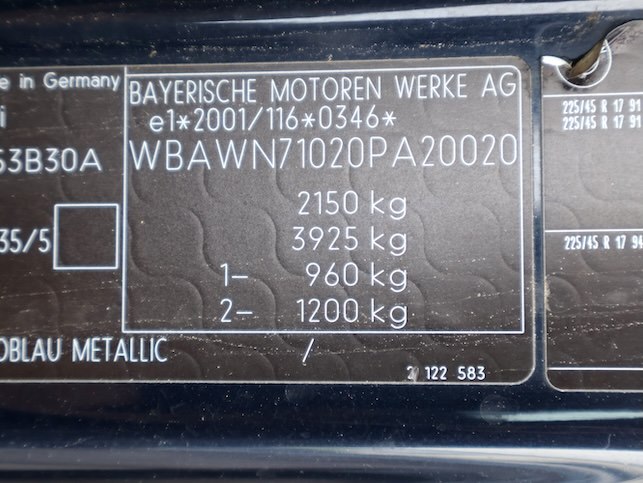 e in Germany
i
53B30A
35/5
OBLAU METALLIC /
BAYERISCHE MOTOREN WERKE AG
e1*2001/116*0346*
WBAWN71020PA20020
2150 kg
3925 kg
1– 960 kg
2– 1200 kg
122 583
225/45 R 17 91
225/45 R 17 91
225/45 R 17 94